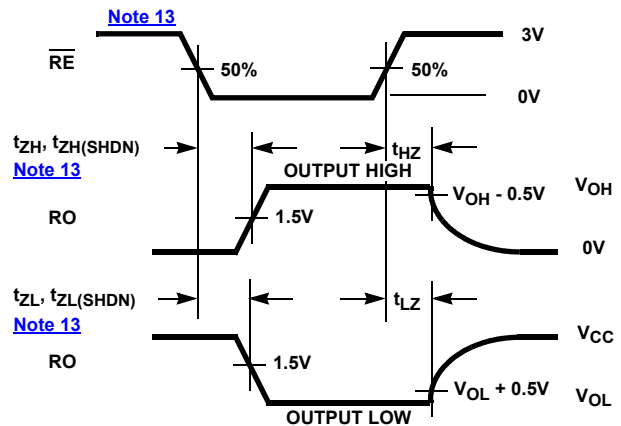 Note 13
3V
RE
50%
50%
0V
tZH, tZH(SHDN)
Note 13
tHZ
OUTPUT HIGH
VOH - 0.5V
VOH
RO
1.5V
0V
tZL, tZL(SHDN)
Note 13
tLZ
VCC
RO
1.5V
VOL + 0.5V
VOL
OUTPUT LOW